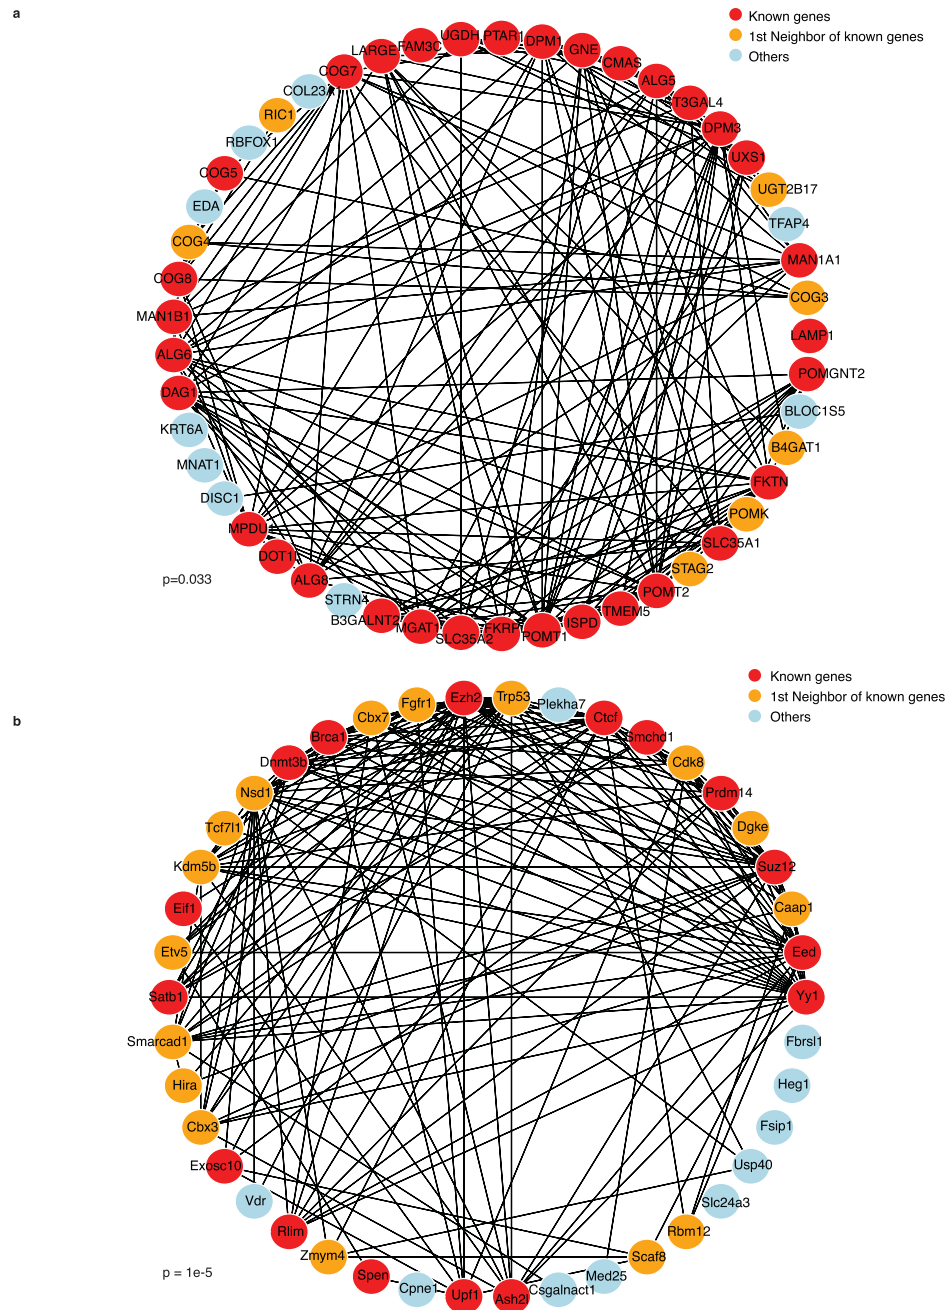 a
Known genes
1st Neighbor of known genes
Others
UGDH
PTAR1
FAM3C
DPM1
LARGE
GNE
COG7
CMAS
ALG5
COL23A
ST3GAL4
RIC1
DPM3
RBFOX1
UXS1
COG5
UGT2B17
EDA
TFAP4
COG4
MAN1A1
COG8
COG3
MAN1B1
LAMP1
ALG6
POMGNT2
DAG1
BLOC1S5
KRT6A
B4GAT1
MNAT1
FKTN
DISC1
POMK
MPDU
SLC35A1
DOT1
STAG2
ALG8
POMT2
p=0.033
STRN4
TMEM5
B3GALNT2
ISPD
MGAT1
FKRP
POMT1
SLC35A2
Known genes
1st Neighbor of known genes
Others
b
Ezh2
Trp53
Fgfr1
Plekha7
Cbx7
Ctcf
Brca1
Smchd1
Dnmt3b
Cdk8
Nsd1
Prdm14
Tcf7l1
Dgke
Kdm5b
Suz12
Eif1
Caap1
Etv5
Eed
Satb1
Yy1
Smarcad1
Fbrsl1
Hira
Heg1
Cbx3
Fsip1
Exosc10
Usp40
Vdr
Slc24a3
Rlim
Rbm12
Zmym4
Scaf8
p = 1e-5
Spen
Med25
Cpne1
Csgalnact1
Upf1
Ash2l